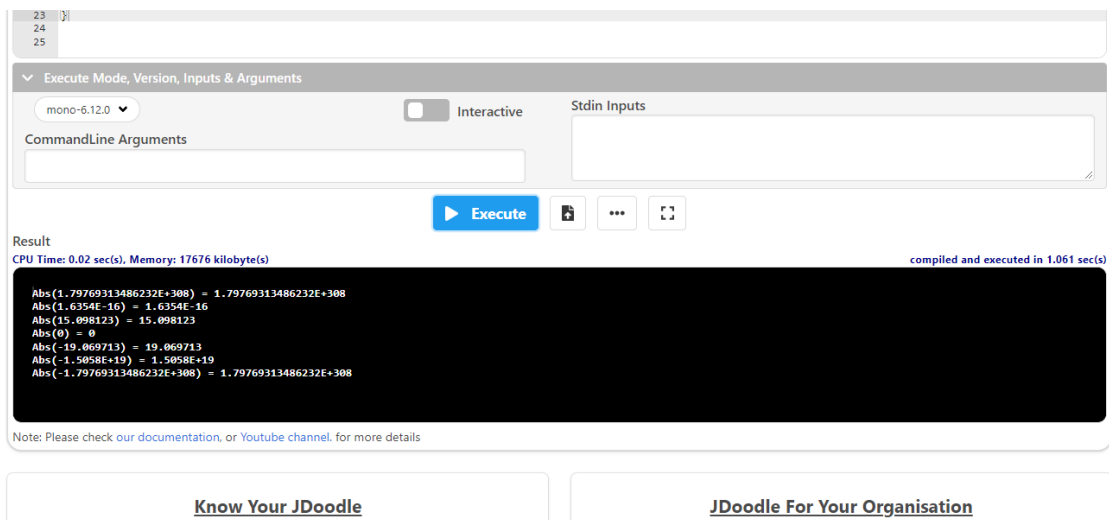 23 }
24
25
Execute Mode, Version, Inputs & Arguments
mono-6.12.0
Interactive
Stdin Inputs
CommandLine Arguments
Execute
Result
CPU Time: 0.02 sec(s), Memory: 17676 kilobyte(s)
compiled and executed in 1.061 sec(s)
Abs(1.79769313486232E+308) = 1.79769313486232E+308
Abs(1.6354E-16) = 1.6354E-16
Abs(15.098123) = 15.098123
Abs(0) = 0
Abs(-19.069713) = 19.069713
Abs(-1.5058E+19) = 1.5058E+19
Abs(-1.79769313486232E+308) = 1.79769313486232E+308
Note: Please check our documentation, or Youtube channel. for more details
Know Your JDoodle
JDoodle For Your Organisation